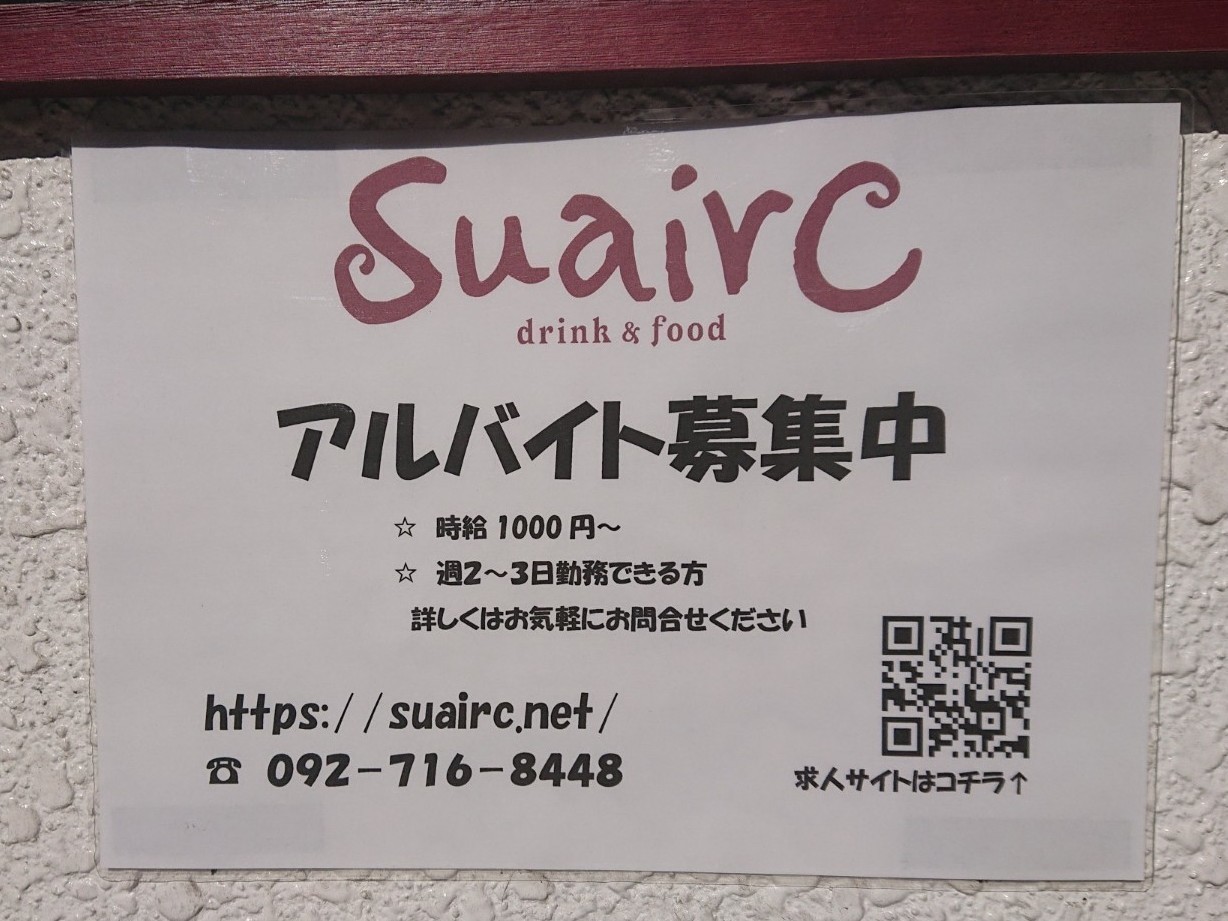 SuairC
drink & food
アルバイト募集中
☆ 時給 1000 円～
☆ 週2～3日勤務できる方
詳しくはお気軽にお問合せください
https://suairc.net/
☎ 092-716-8448
求人サイトはコチラ↑